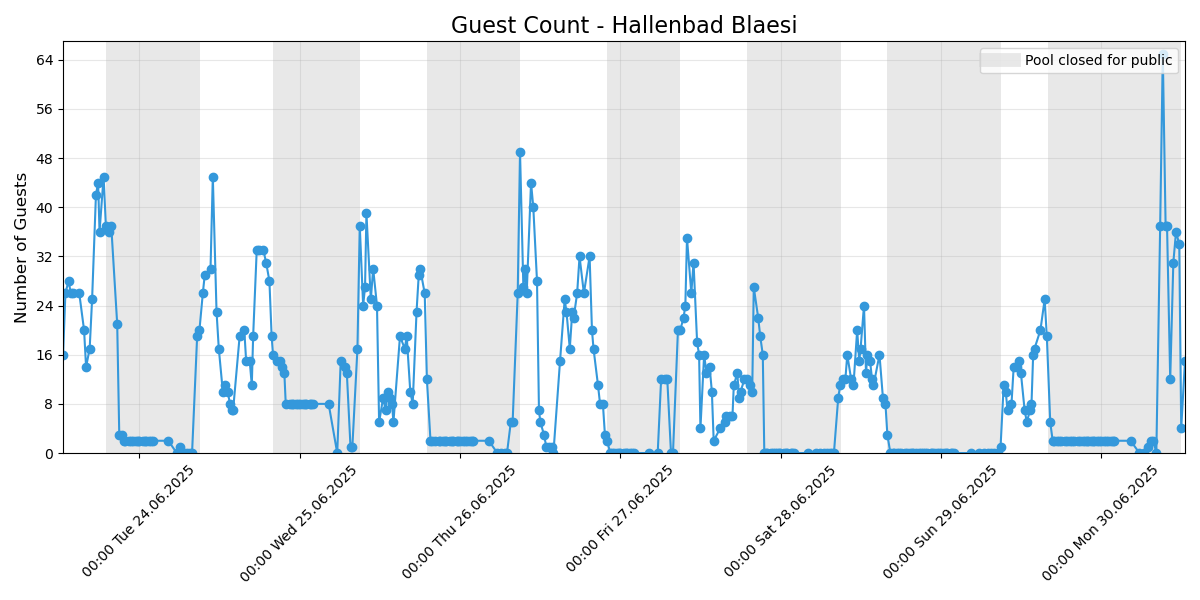 Guest Count - Hallenbad Blaesi
Pool closed for public
Number of Guests
64
56
48
40
32
24
16
8
0
00:00 Tue 24.06.2025
00:00 Wed 25.06.2025
00:00 Thu 26.06.2025
00:00 Fri 27.06.2025
00:00 Sat 28.06.2025
00:00 Sun 29.06.2025
00:00 Mon 30.06.2025